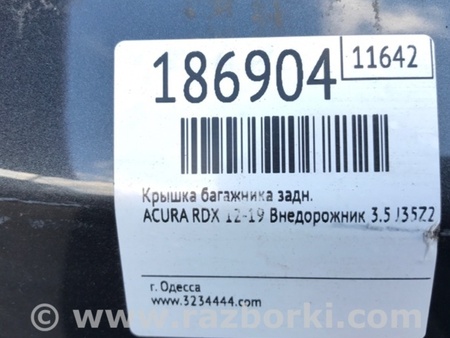 186904
11642
Крышка багажника задн.
ACURA RDX 12-19 Внедорожник 3.5 J35Z2
г. Одесса
www.3234444.com
© www.razborki.com